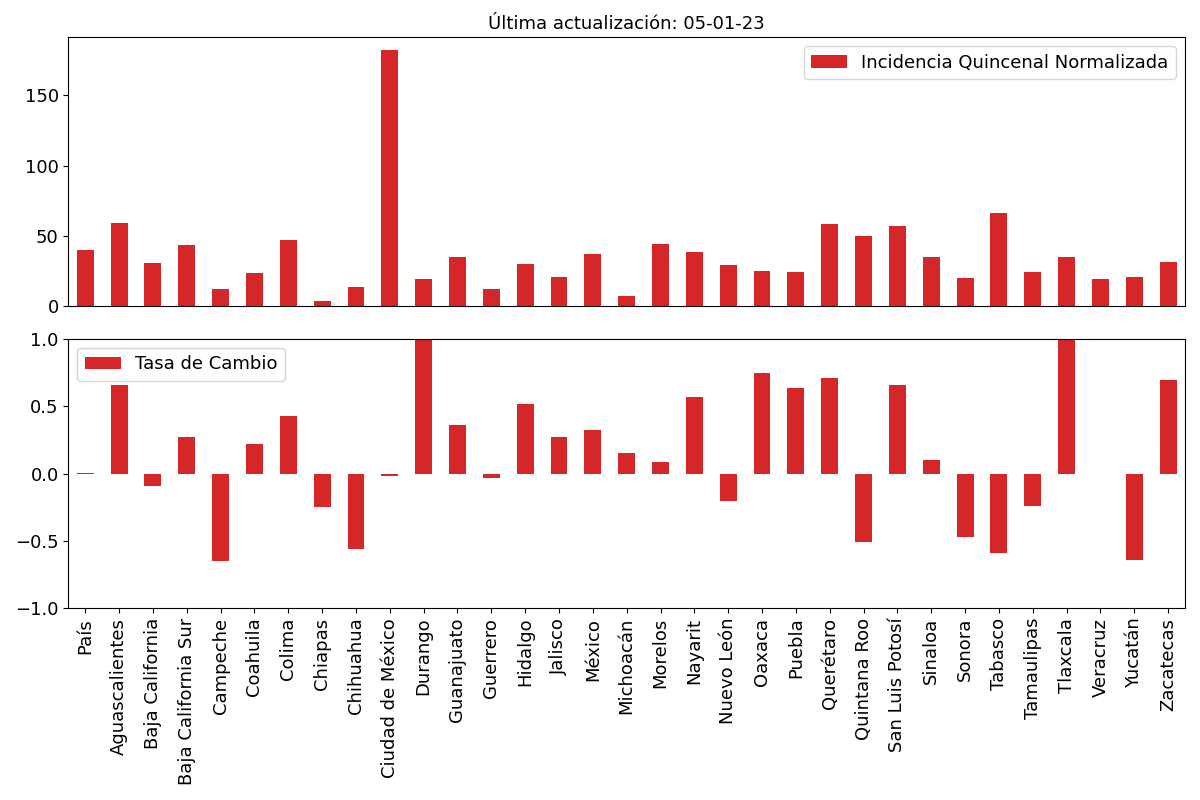 Última actualización: 05-01-23
Incidencia Quincenal Normalizada
150
100
50
0
Tasa de Cambio
1.0
0.5
0.0
−0.5
−1.0
País
Aguascalientes
Baja California
Baja California Sur
Campeche
Coahuila
Colima
Chiapas
Chihuahua
Ciudad de México
Durango
Guanajuato
Guerrero
Hidalgo
Jalisco
México
Michoacán
Morelos
Nayarit
Nuevo León
Oaxaca
Puebla
Querétaro
Quintana Roo
San Luis Potosí
Sinaloa
Sonora
Tabasco
Tamaulipas
Tlaxcala
Veracruz
Yucatán
Zacatecas